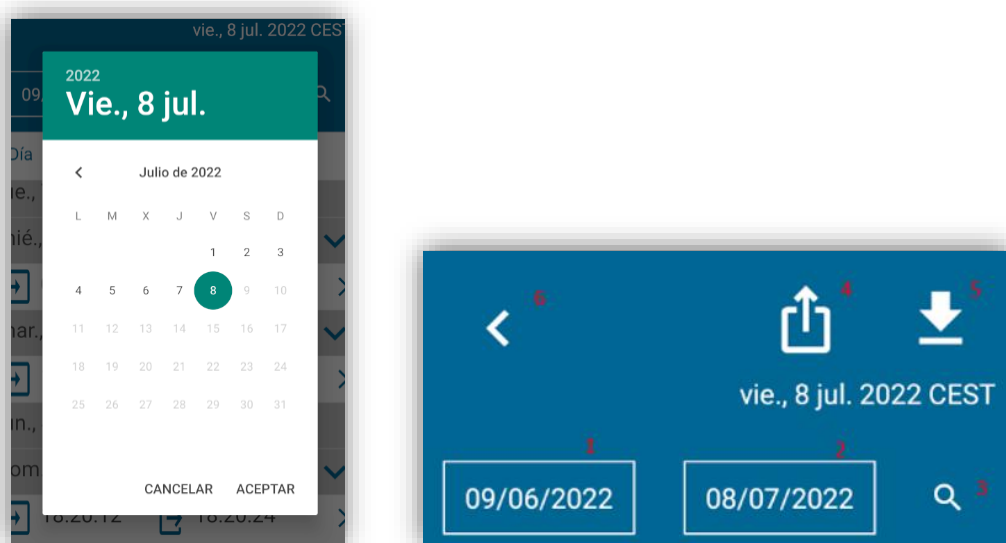 vie., 8 jul. 2022 CEST
2022
Vie., 8 jul.
09
Día
Julio de 2022
L M X J V S D
1 2 3
4 5 6 7 8 9 10
11 12 13 14 15 16 17
18 19 20 21 22 23 24
25 26 27 28 29 30 31
CANCELAR ACEPTAR
18:20:12 18:20:24
6 4 5
vie., 8 jul. 2022 CEST
1 2
09/06/2022 08/07/2022 3